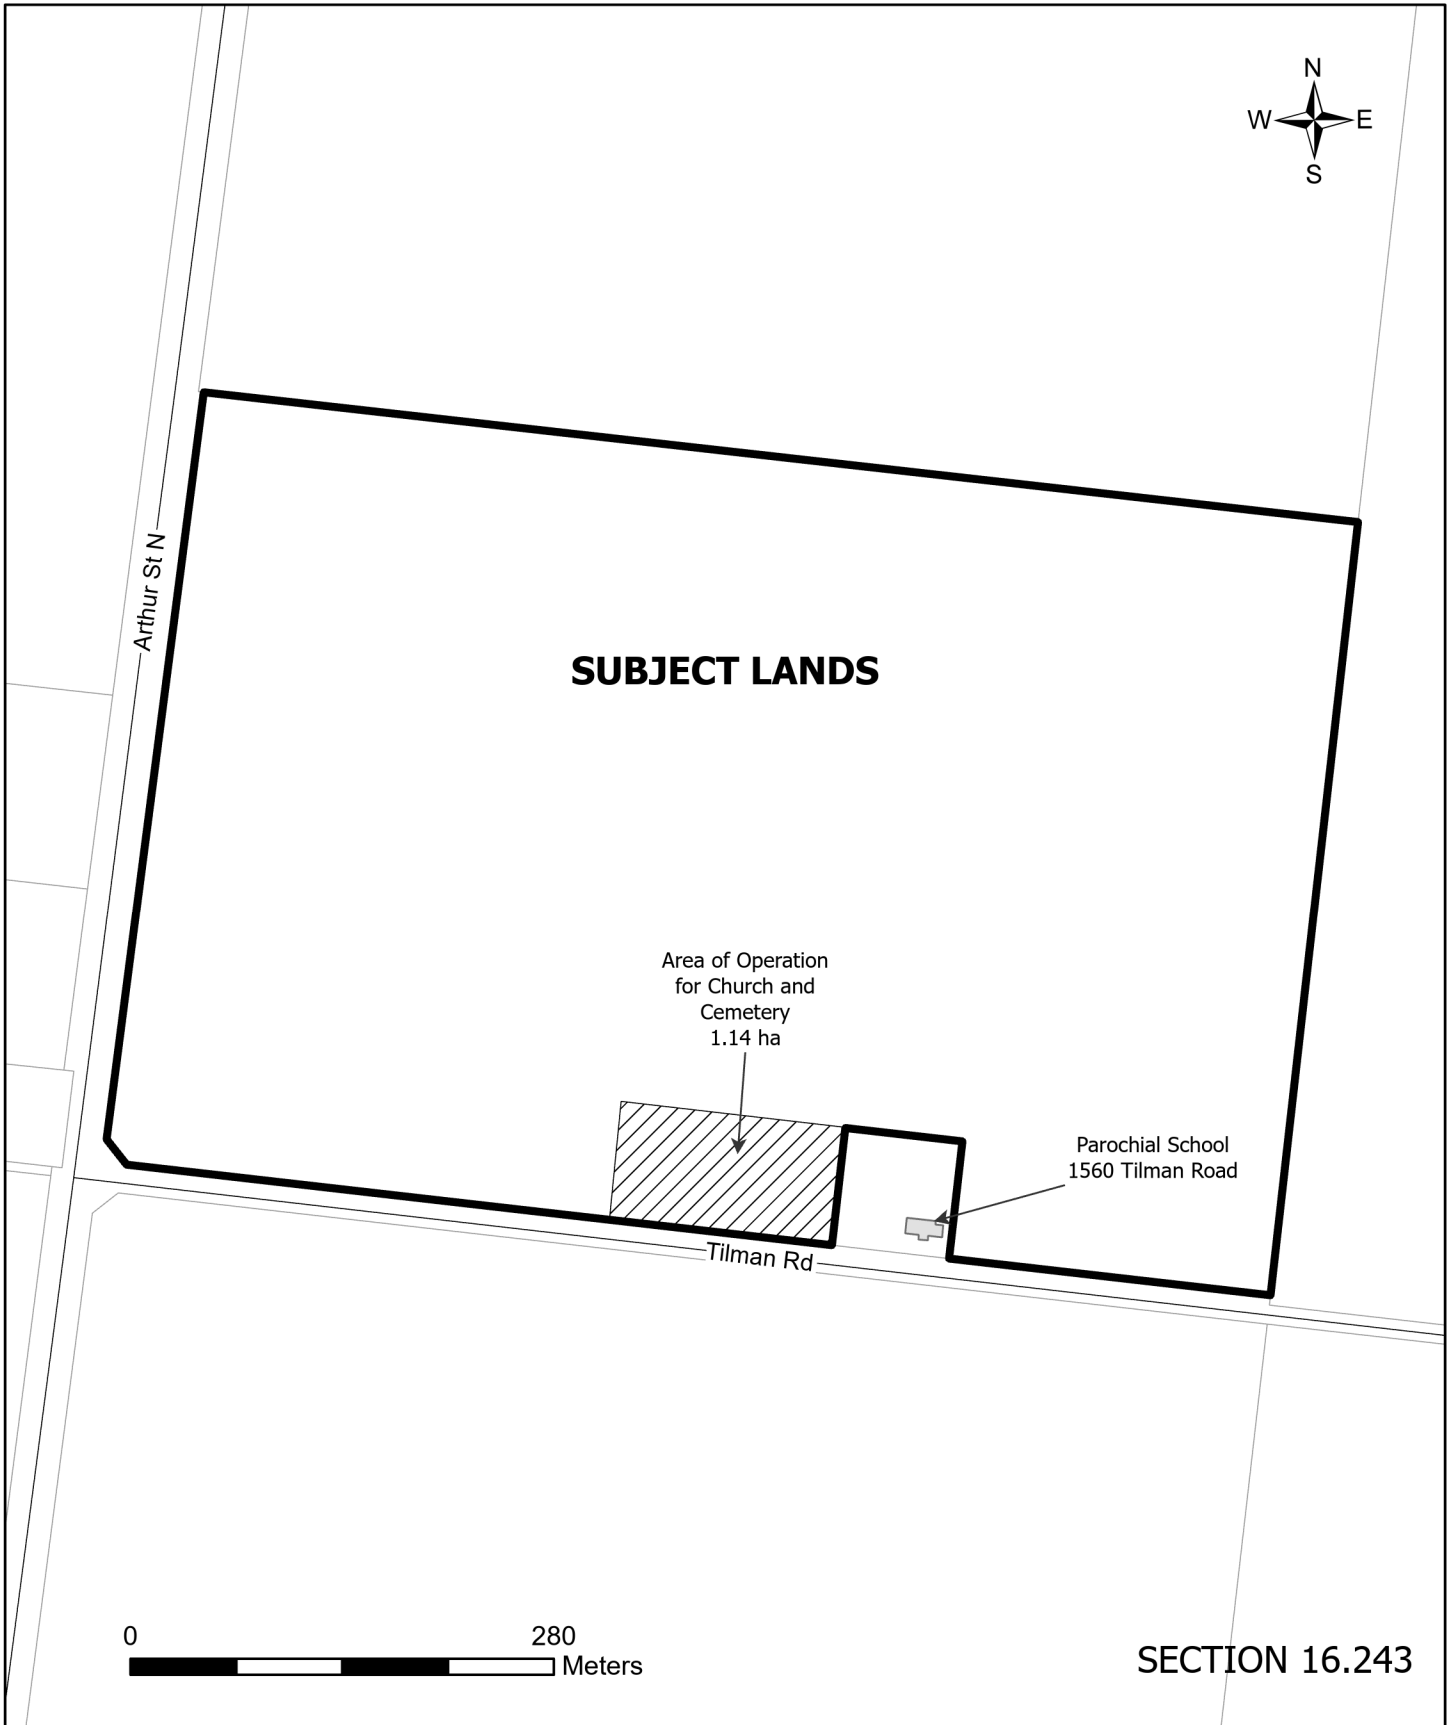 N
W E
S
Arthur St N
SUBJECT LANDS
Area of Operation
for Church and
Cemetery
1.14 ha
Parochial School
1560 Tilman Road
Tilman Rd
0 280
Meters
SECTION 16.243